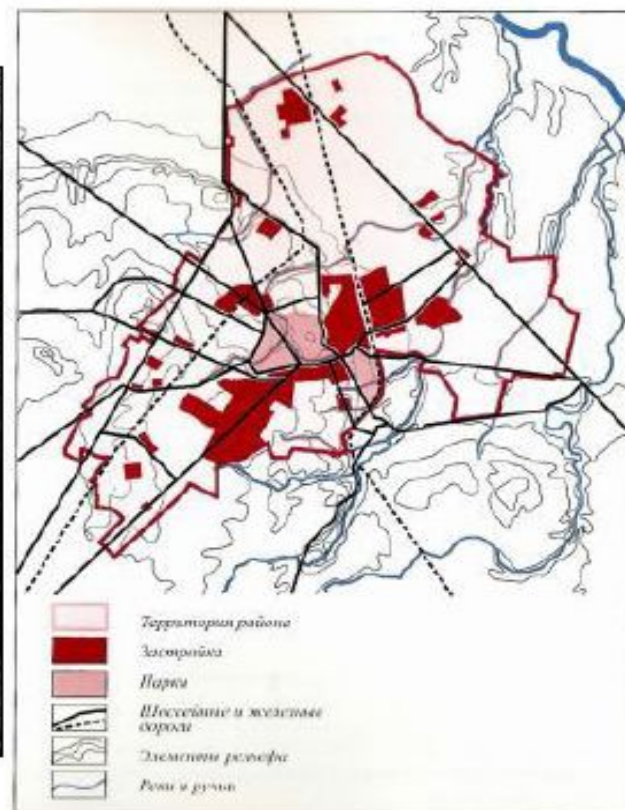 Территория района
Застройка
Парки
Шоссейные и железные
дороги
Элементы рельефа
Реки и ручьи